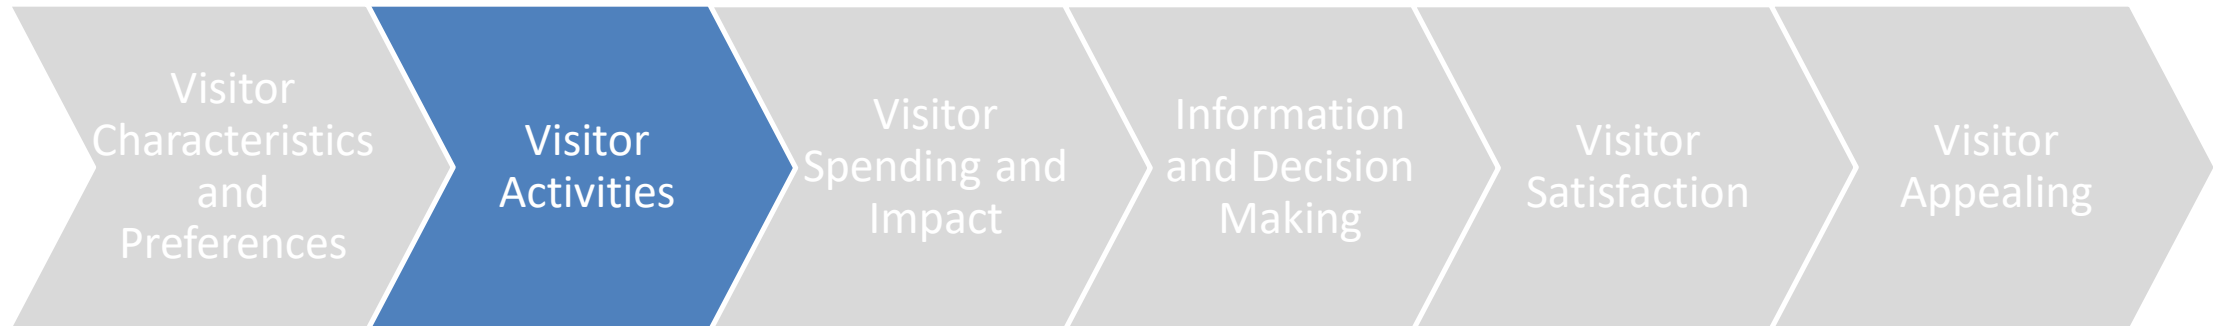 Visitor
Characteristics
and
Preferences
Visitor
Activities
Visitor
Spending and
Impact
Information
and Decision
Making
Visitor
Satisfaction
Visitor
Appealing